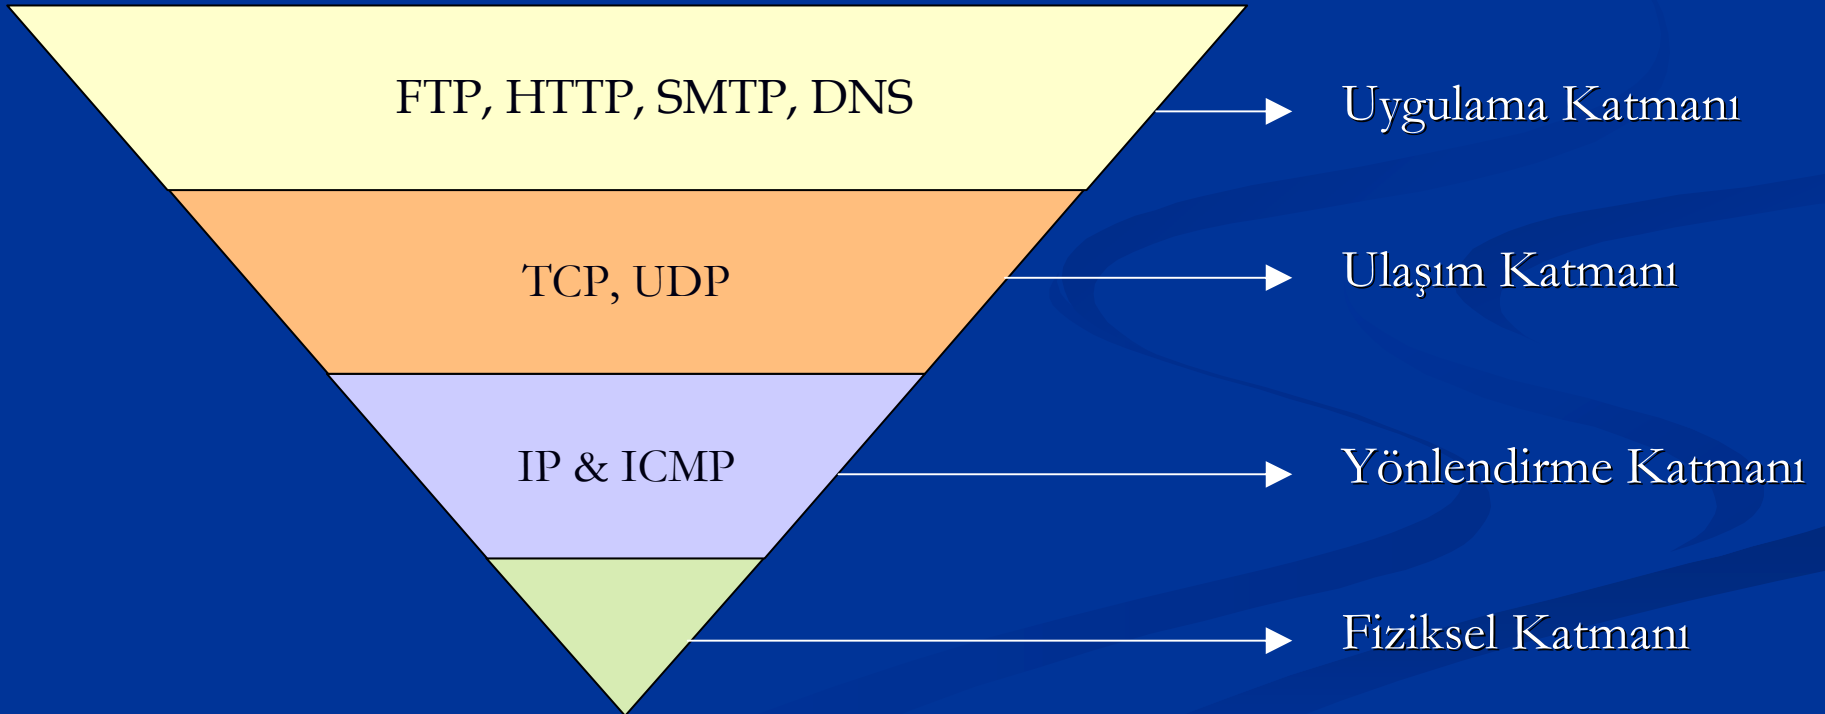 FTP, HTTP, SMTP, DNS
Uygulama Katmanı
TCP, UDP
Ulaşım Katmanı
IP & ICMP
Yönlendirme Katmanı
Fiziksel Katmanı